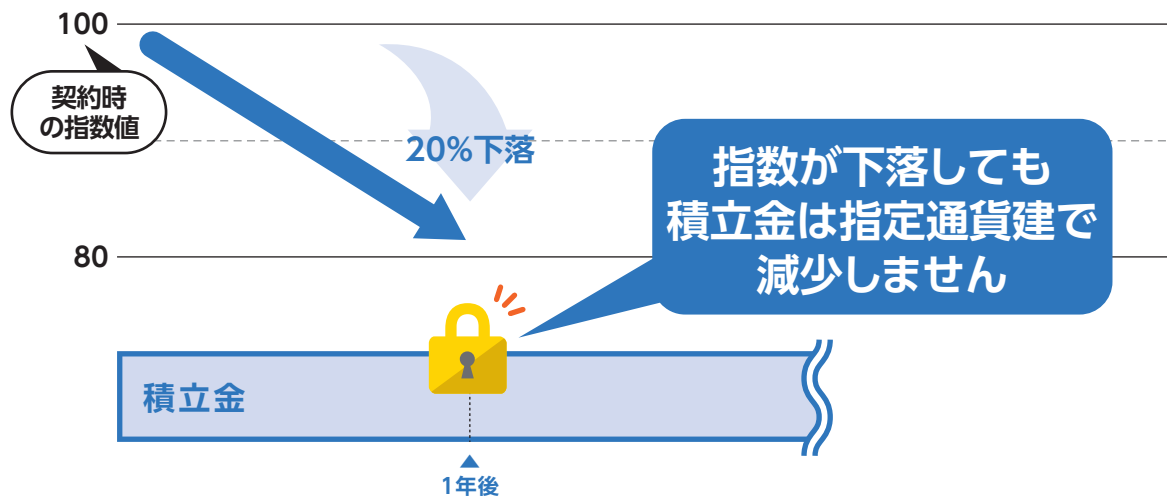 100
契約時
の指数値
20%下落
指数が下落しても
積立金は指定通貨建で
減少しません
80
積立金
1年後